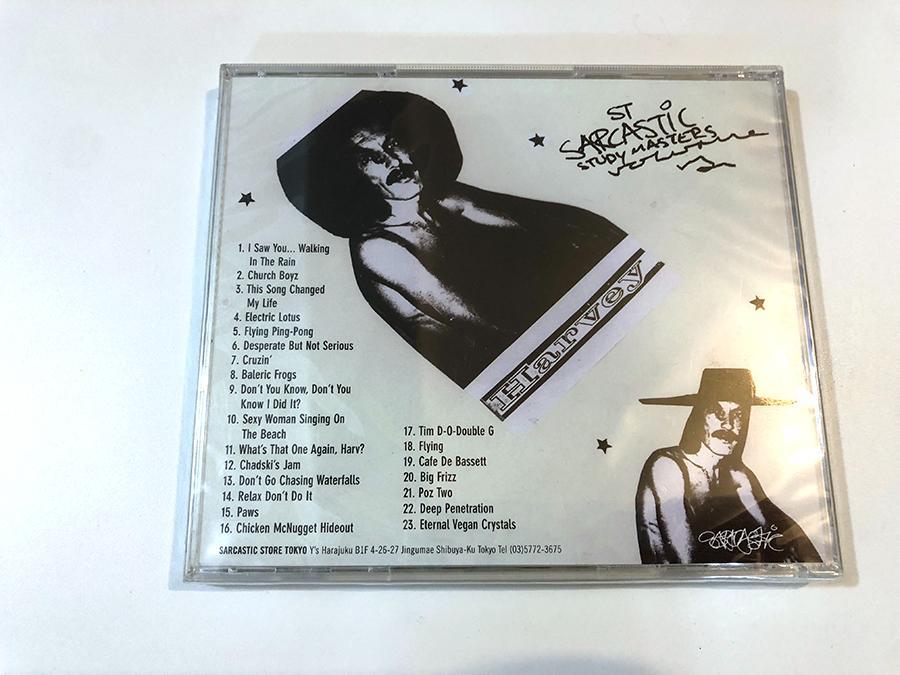 ST
SARCASTIC
STUDY MASTERS
VOLUME
Harvey
1. I Saw You... Walking
In The Rain
2. Church Boyz
3. This Song Changed
My Life
4. Electric Lotus
5. Flying Ping-Pong
6. Desperate But Not Serious
7. Cruzin'
8. Baleric Frogs
9. Don't You Know, Don't You
Know I Did It?
10. Sexy Woman Singing On
The Beach
11. What's That One Again, Harv?
12. Chadski's Jam
13. Don't Go Chasing Waterfalls
14. Relax Don't Do It
15. Paws
16. Chicken McNugget Hideout
17. Tim D-O-Double G
18. Flying
19. Cafe De Bassett
20. Big Frizz
21. Poz Two
22. Deep Penetration
23. Eternal Vegan Crystals
SARCASTIC
SARCASTIC STORE TOKYO Y's Harajuku B1F 4-26-27 Jingumae Shibuya-Ku Tokyo Tel (03)5772-3675